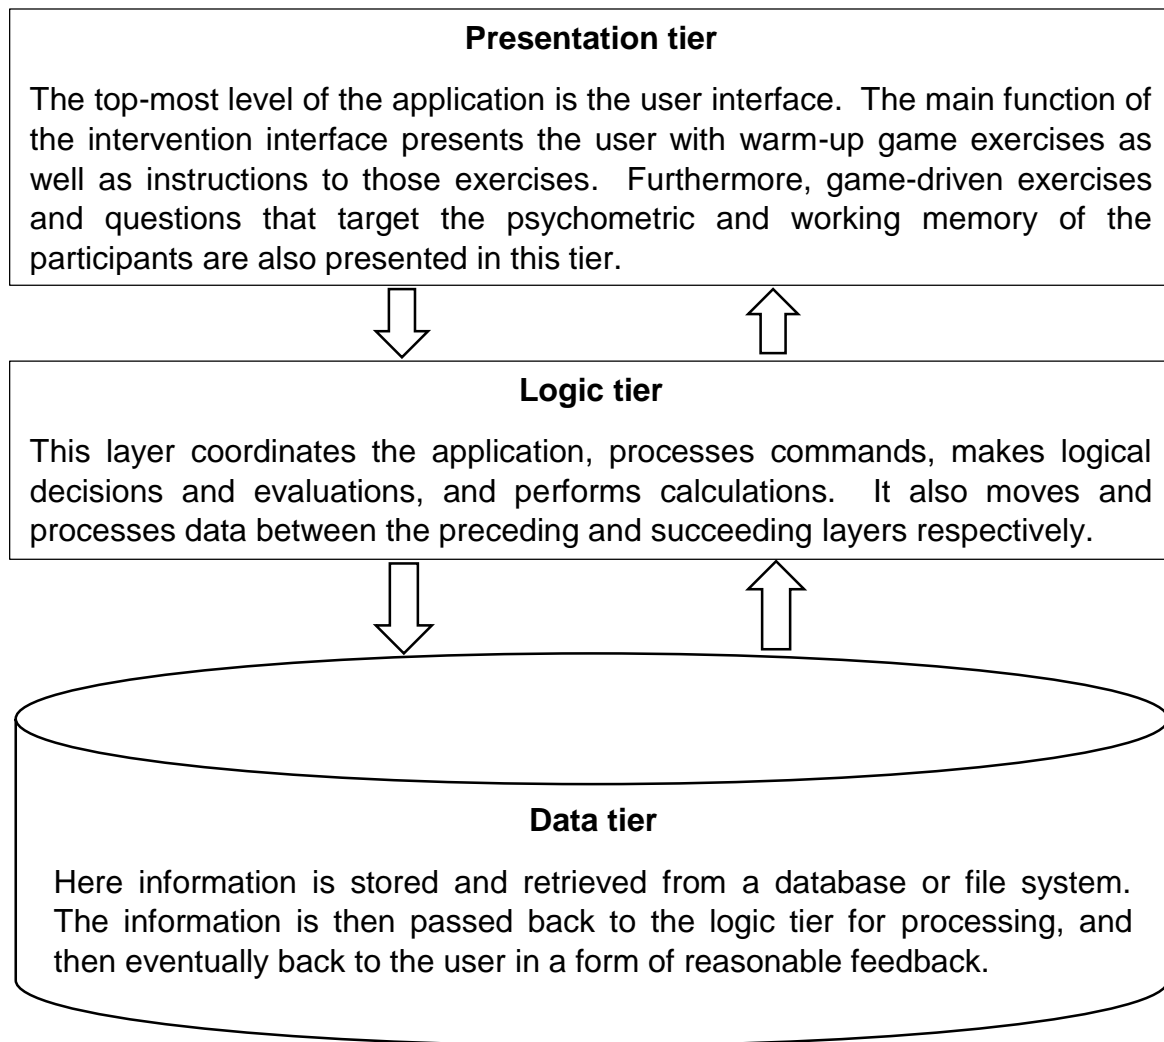 Presentation tier
The top-most level of the application is the user interface. The main function of
the intervention interface presents the user with warm-up game exercises as
well as instructions to those exercises. Furthermore, game-driven exercises
and questions that target the psychometric and working memory of the
participants are also presented in this tier.
Logic tier
This layer coordinates the application, processes commands, makes logical
decisions and evaluations, and performs calculations. It also moves and
processes data between the preceding and succeeding layers respectively.
Data tier
Here information is stored and retrieved from a database or file system.
The information is then passed back to the logic tier for processing, and
then eventually back to the user in a form of reasonable feedback.